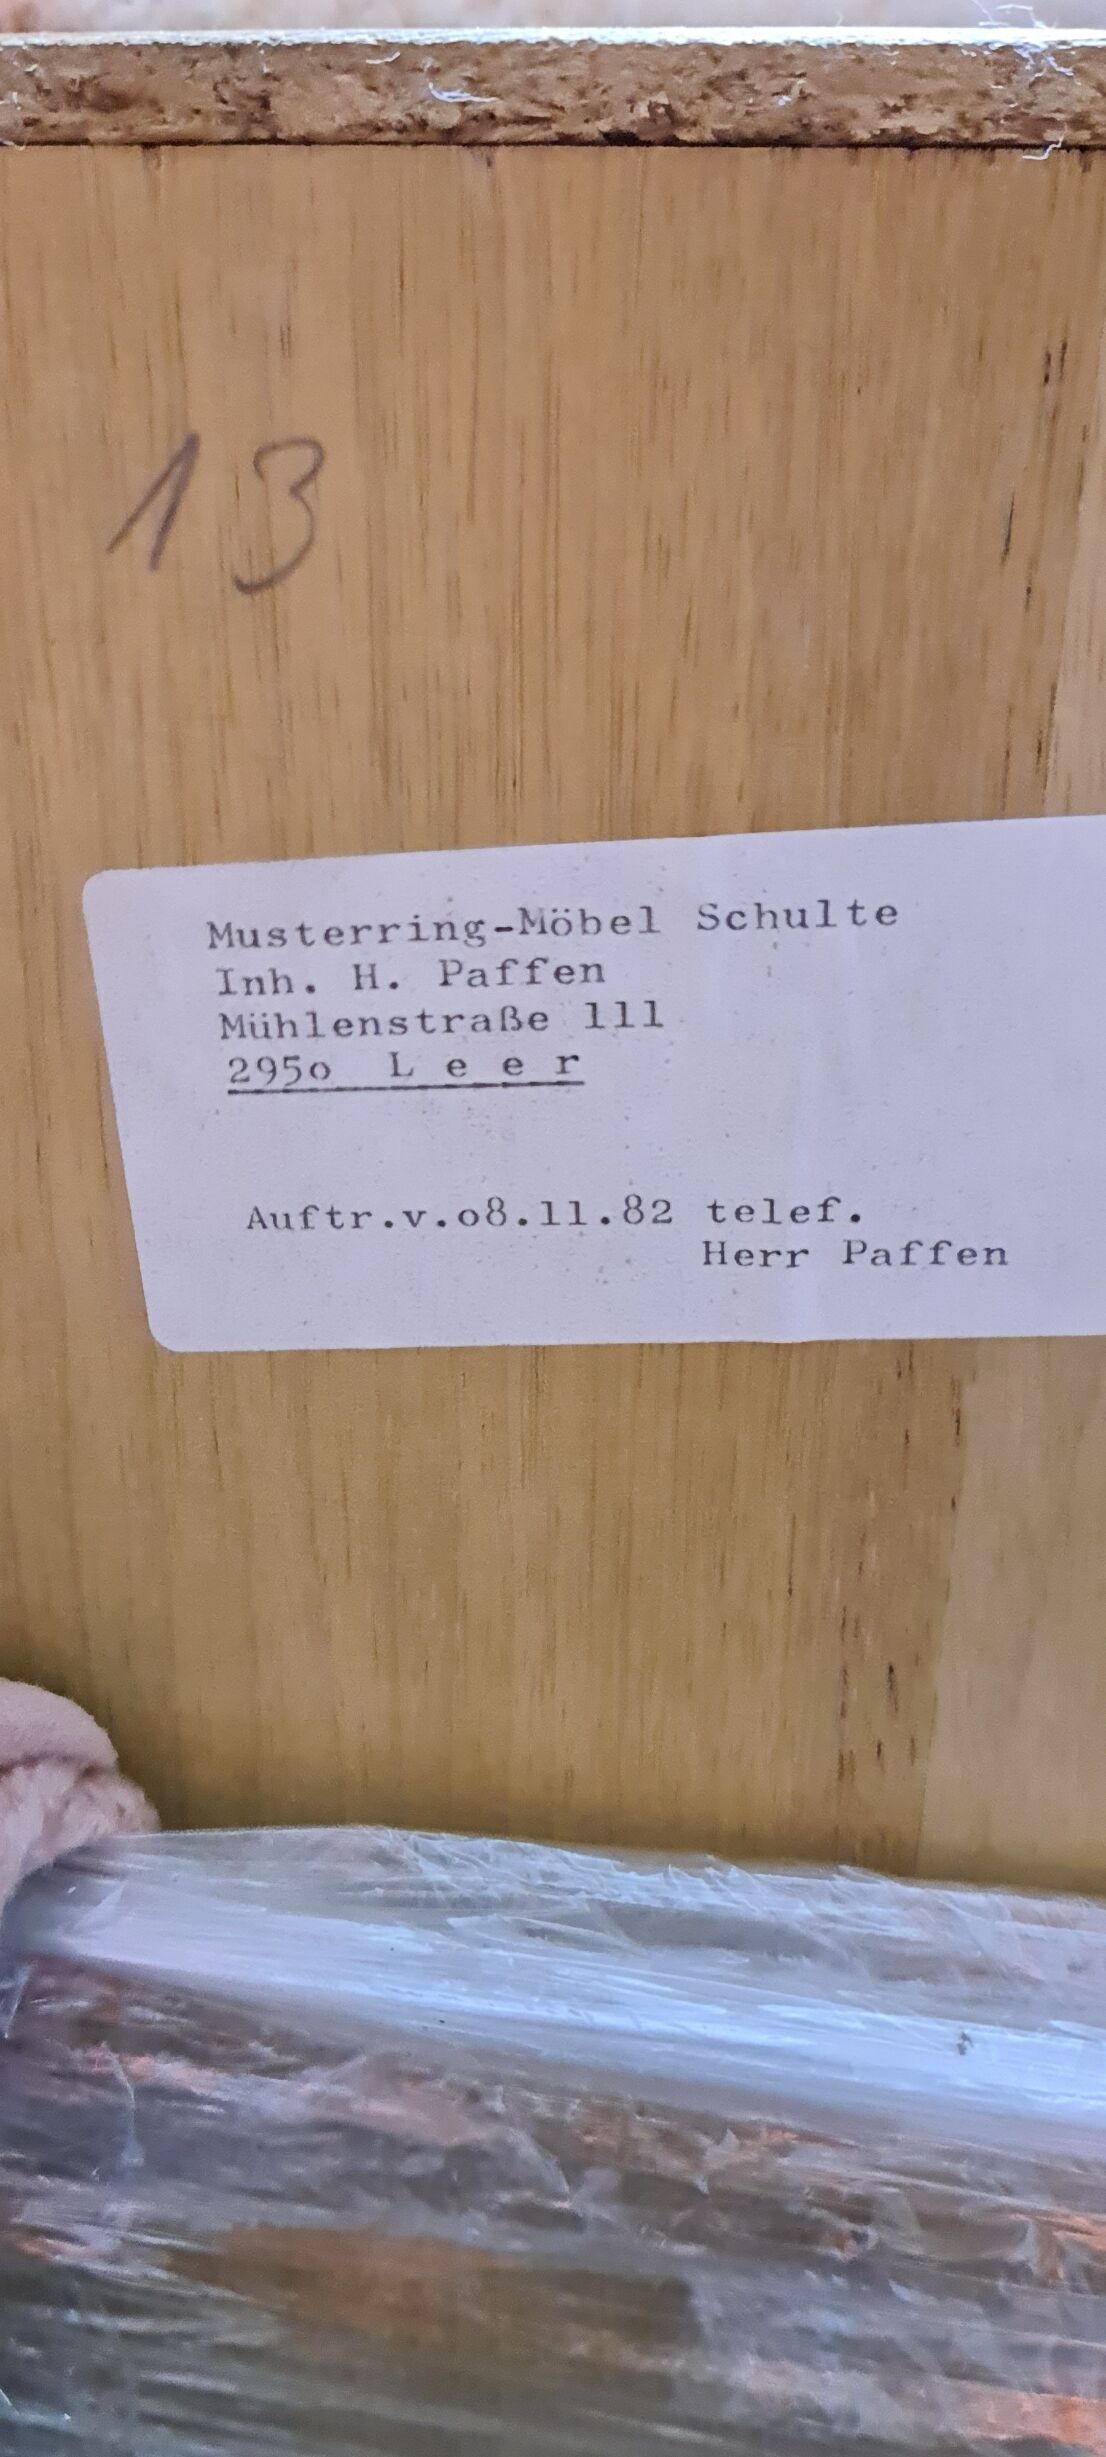 13
Musterring-Möbel Schulte
Inh. H. Paffen
Mühlenstraße 111
295o L e e r
Auftr.v.o8.11.82 telef.
Herr Paffen